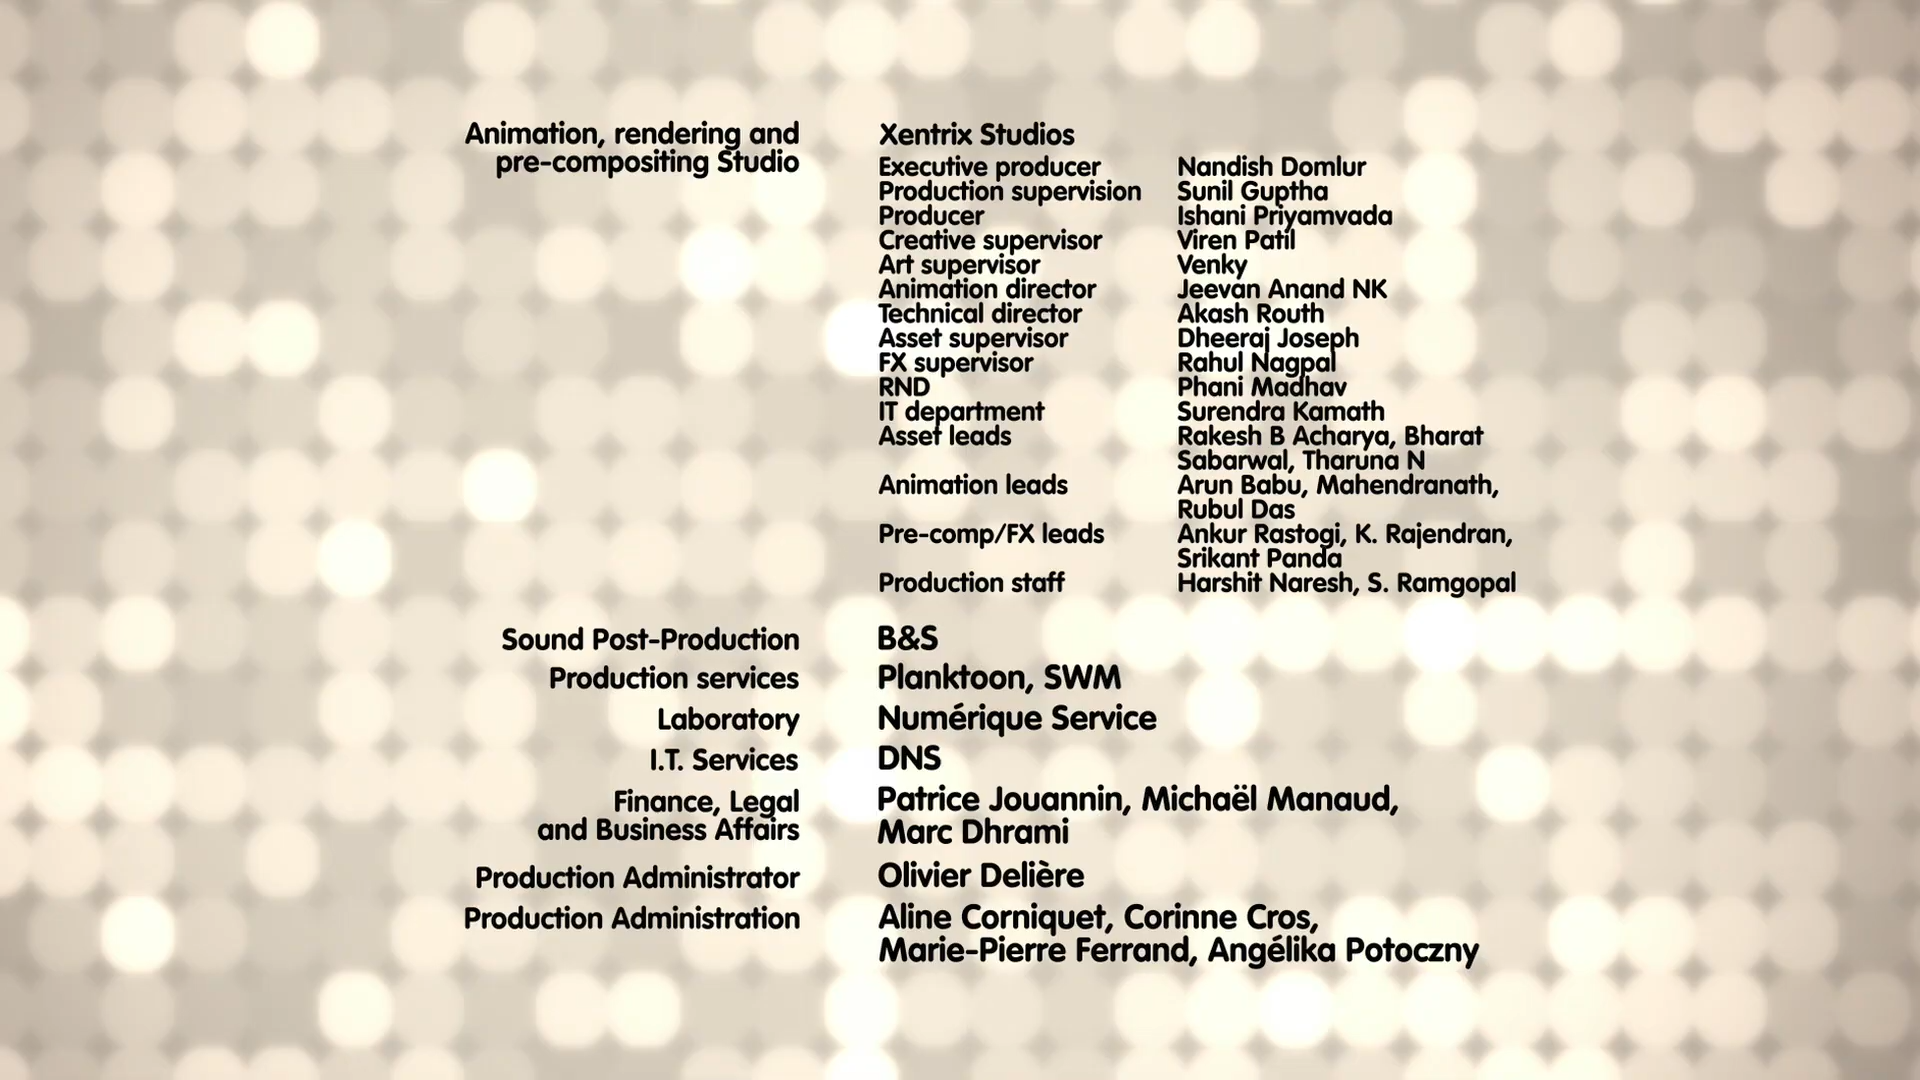 Animation, rendering and
pre-compositing Studio
Xentrix Studios
Executive producer Nandish Domlur
Production supervision Sunil Guptha
Producer Ishani Priyamvada
Creative supervisor Viren Patil
Art supervisor Venky
Animation director Jeevan Anand NK
Technical director Akash Routh
Asset supervisor Dheeraj Joseph
FX supervisor Rahul Nagpal
RND Phani Madhav
IT department Surendra Kamath
Asset leads Rakesh B Acharya, Bharat
Sabarwal, Tharuna N
Animation leads Arun Babu, Mahendranath,
Rubul Das
Pre-comp/FX leads Ankur Rastogi, K. Rajendran,
Srikant Panda
Production staff Harshit Naresh, S. Ramgopal
Sound Post-Production B&S
Production services Planktoon, SWM
Laboratory Numérique Service
I.T. Services DNS
Finance, Legal
and Business Affairs
Patrice Jouannin, Michaël Manaud,
Marc Dhrami
Production Administrator Olivier Delière
Production Administration Aline Corniquet, Corinne Cros,
Marie-Pierre Ferrand, Angélika Potoczny